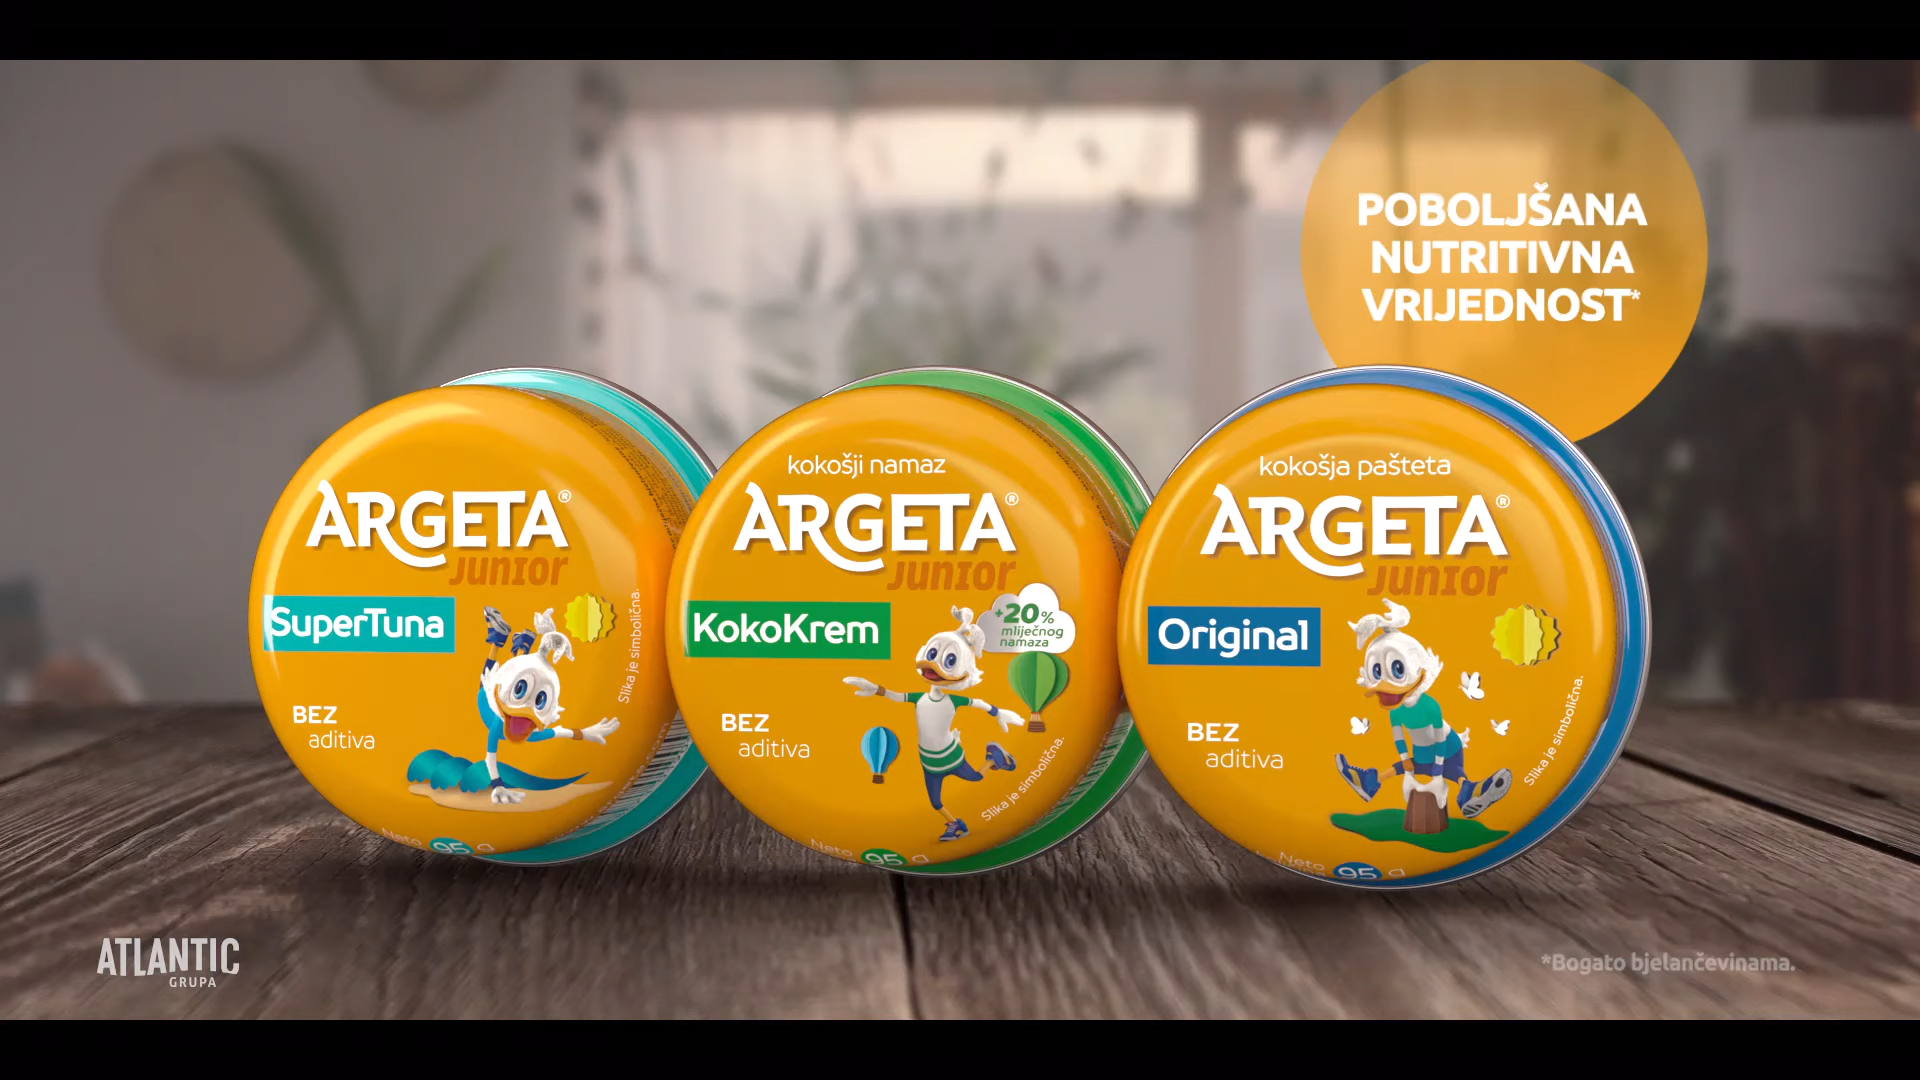 POBOLJŠANA
NUTRITIVNA
VRIJEDNOST*
ARGETA®
Junior
SuperTuna
BEZ
aditiva
Slika je simbolična.
Neto
95 g
kokošji namaz
ARGETA®
Junior
KokoKrem
+20%
mliječnog
namaza
BEZ
aditiva
Slika je simbolična.
Neto
95 g
kokošja pašteta
ARGETA®
Junior
Original
BEZ
aditiva
Slika je simbolična.
Neto
95 g
ATLANTIC
GRUPA
*Bogato bjelančevinama.